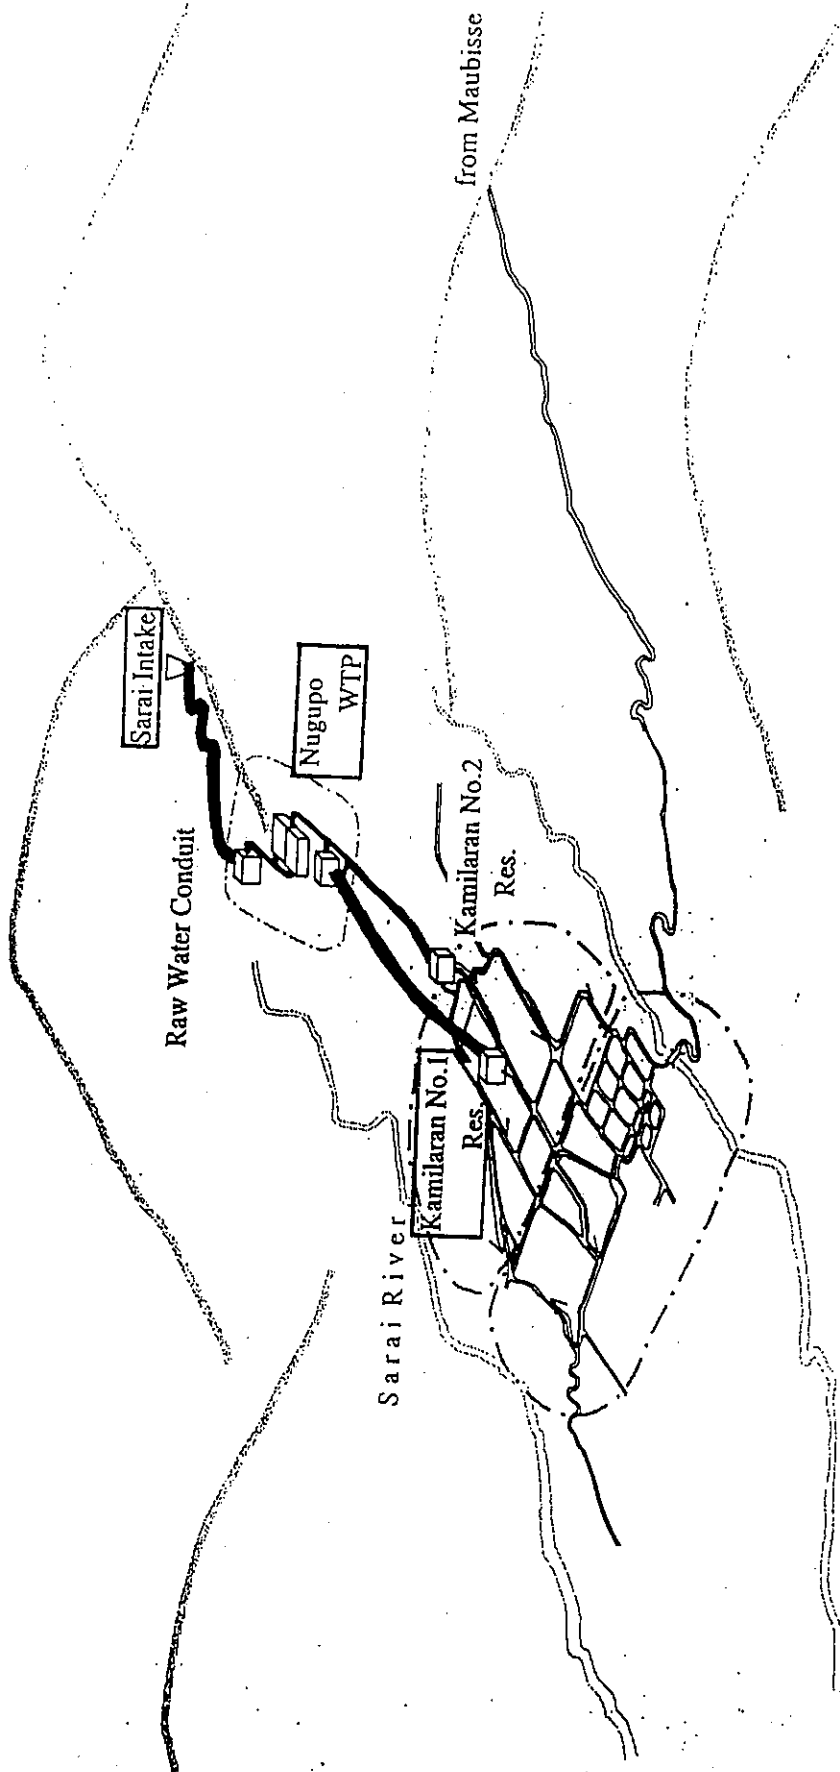 Sarai Intake
Raw Water Conduit
Nugupo
WTP
from Maubisse
Kamilaran No.2
Res.
Kamilaran No.1
Res.
Sarai River